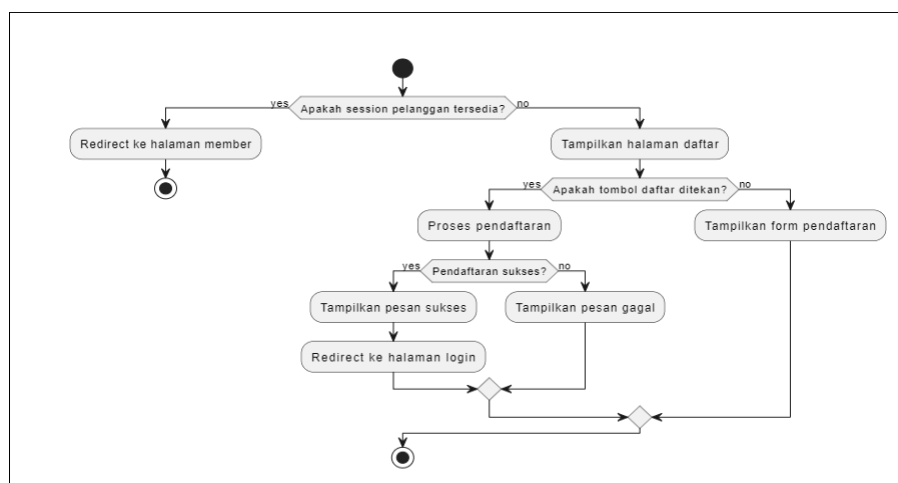 yes
Apakah session pelanggan tersedia?
no
Redirect ke halaman member
Tampilkan halaman daftar
yes
Apakah tombol daftar ditekan?
no
Proses pendaftaran
Tampilkan form pendaftaran
yes
Pendaftaran sukses?
no
Tampilkan pesan sukses
Tampilkan pesan gagal
Redirect ke halaman login